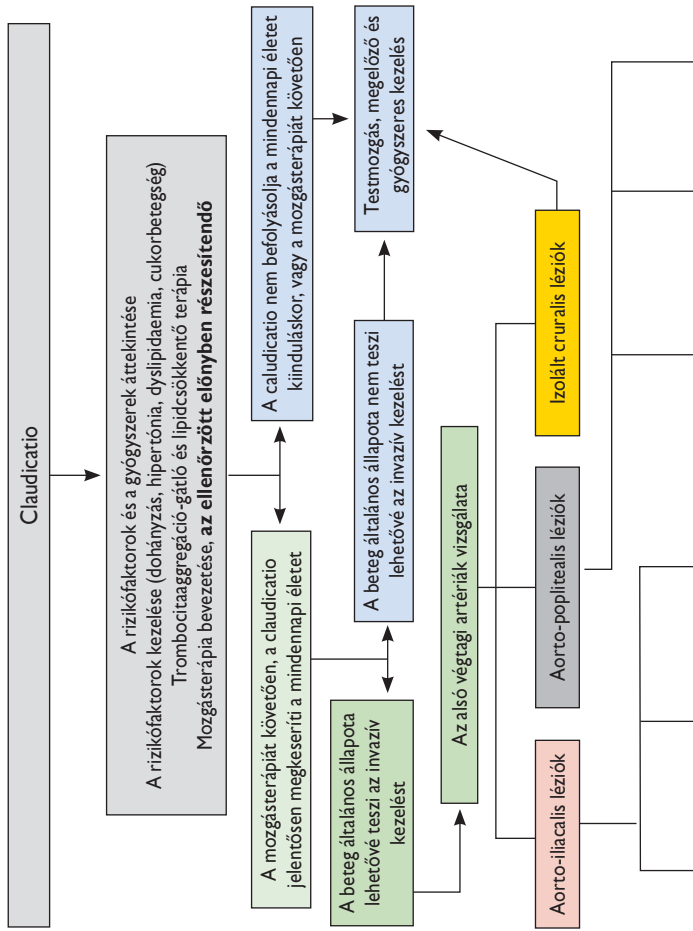 Claudicatio
A rizikófaktorok és a gyógyszerek áttekintése
A rizikófaktorok kezelése (dohányzás, hipertónia, dyslipidaemia, cukorbetegség)
Trombocitaaggregáció-gátló és lipidcsökkentő terápia
Mozgásterápia bevezetése, az ellenőrzött előnyben részesítendő
A mozgásterápiát követően, a claudicatio
jelentősen megkeseríti a mindennapi életet
A caludicatio nem befolyásolja a mindennapi életet
kiinduláskor, vagy a mozgásterápiát követően
A beteg általános állapota
lehetővé teszi az invazív
kezelést
A beteg általános állapota nem teszi
lehetővé az invazív kezelést
Testmozgás, megelőző és
gyógyszeres kezelés
Az alsó végtagi artériák vizsgálata
Aorto-iliacalis léziók
Aorto-poplitealis léziók
Izolált cruralis léziók